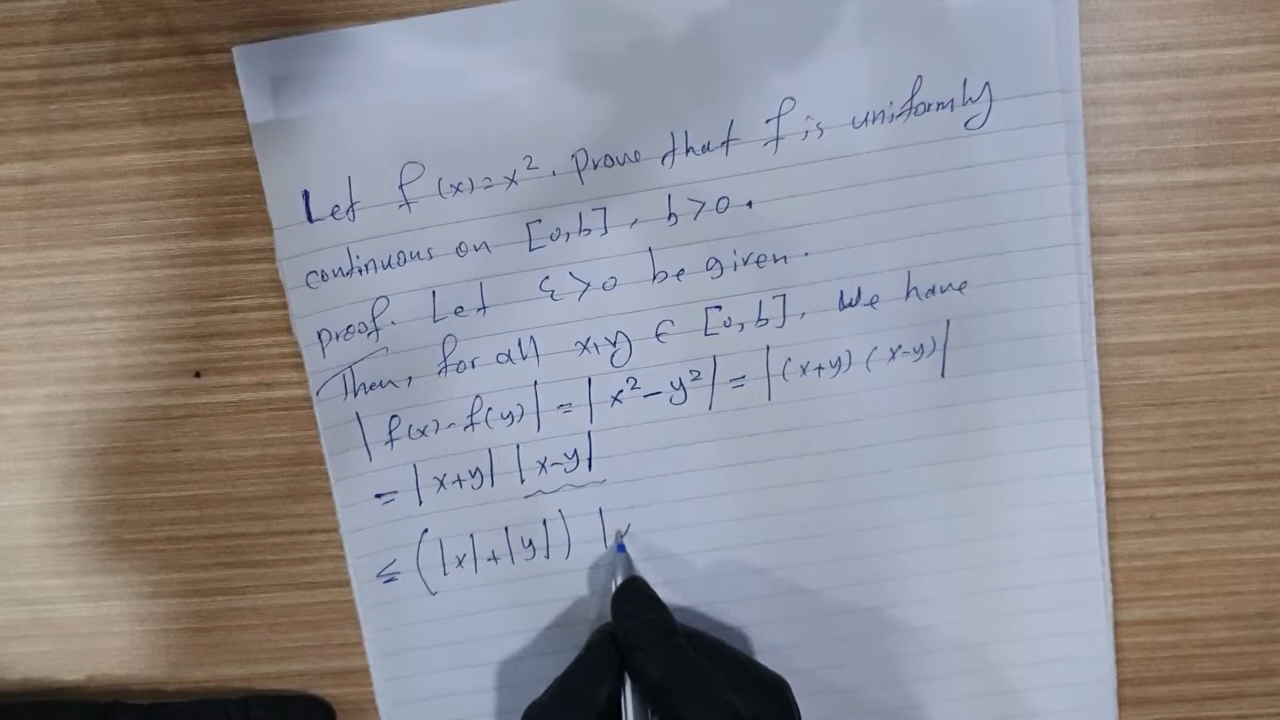 Let f(x)=x². Prove that f is uniformly
continuous on [0,b], b>0.
proof. Let ε>0 be given.
Then, for all x,y ∈ [0,b], we have
|f(x)-f(y)| = |x²-y²| = |(x+y)(x-y)|
= |x+y| |x-y|
≤ (|x|+|y|) |x